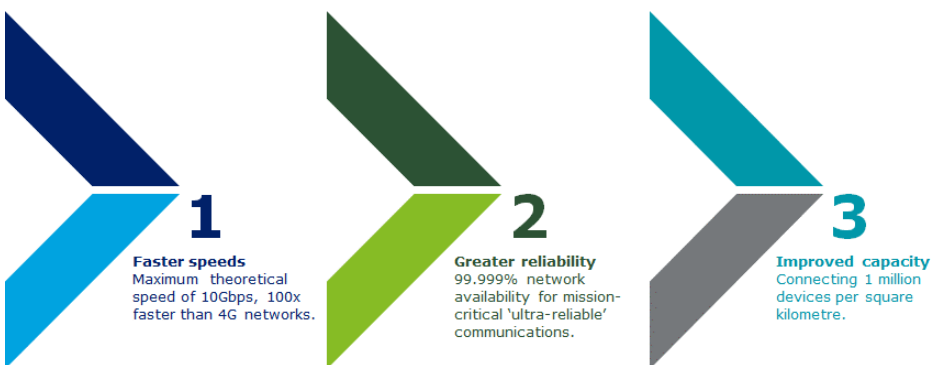 1
Faster speeds
Maximum theoretical
speed of 10Gbps, 100x
faster than 4G networks.
2
Greater reliability
99.999% network
availability for mission-
critical ‘ultra-reliable’
communications.
3
Improved capacity
Connecting 1 million
devices per square
kilometre.